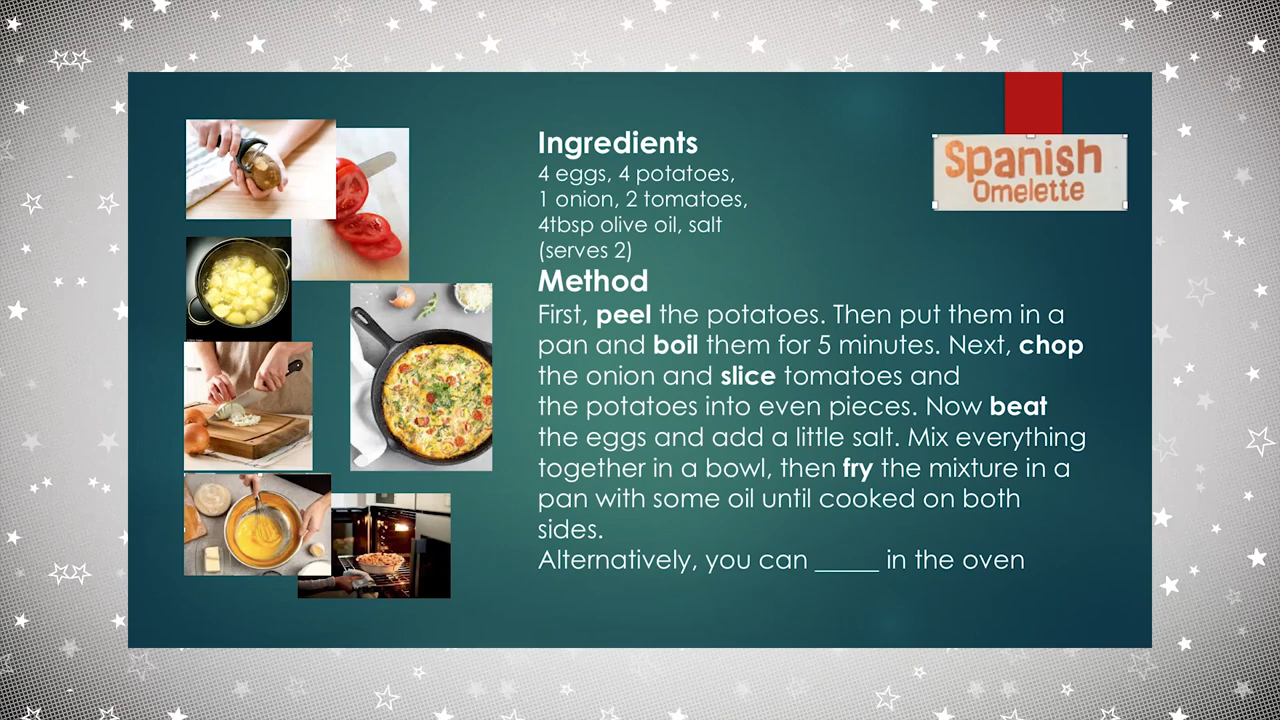 Spanish
Omelette
Ingredients
4 eggs, 4 potatoes,
1 onion, 2 tomatoes,
4tbsp olive oil, salt
(serves 2)
Method
First, peel the potatoes. Then put them in a
pan and boil them for 5 minutes. Next, chop
the onion and slice tomatoes and
the potatoes into even pieces. Now beat
the eggs and add a little salt. Mix everything
together in a bowl, then fry the mixture in a
pan with some oil until cooked on both
sides.
Alternatively, you can _____ in the oven